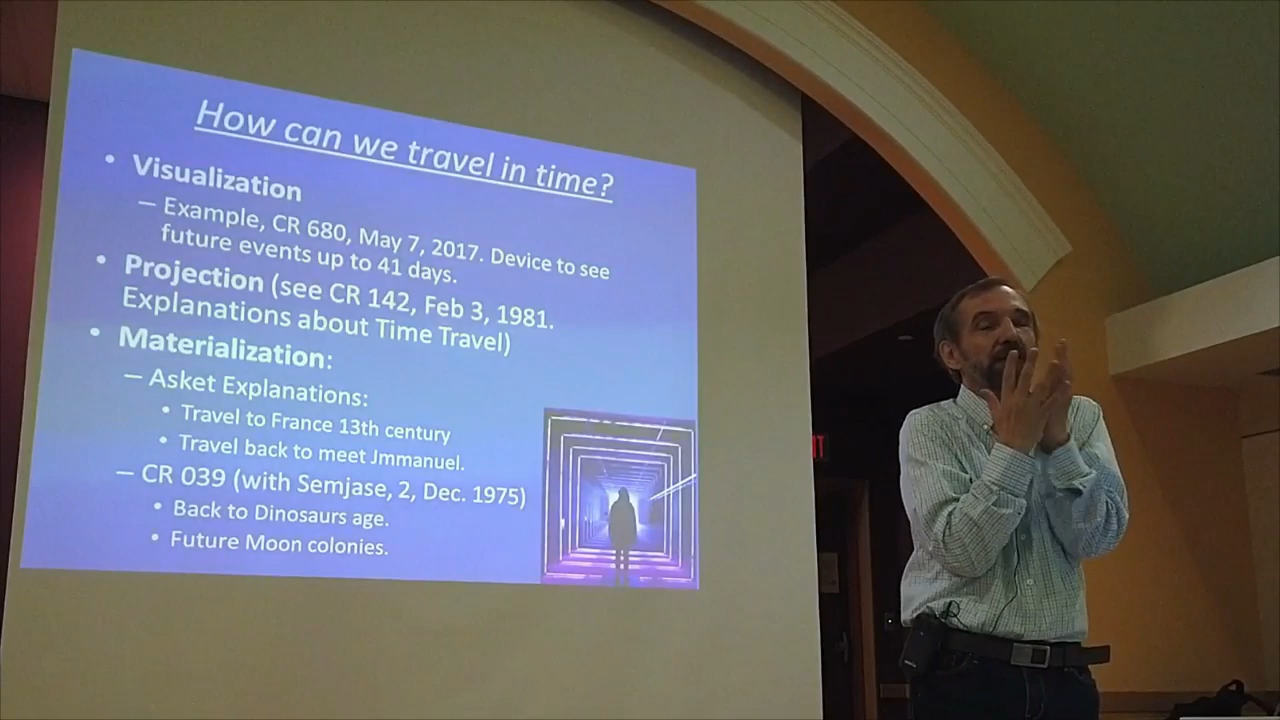 How can we travel in time?
• Visualization
– Example, CR 680, May 7, 2017. Device to see
future events up to 41 days.
• Projection (see CR 142, Feb 3, 1981.
Explanations about Time Travel)
• Materialization:
– Asket Explanations:
• Travel to France 13th century
• Travel back to meet Jmmanuel.
– CR 039 (with Semjase, 2, Dec. 1975)
• Back to Dinosaurs age.
• Future Moon colonies.